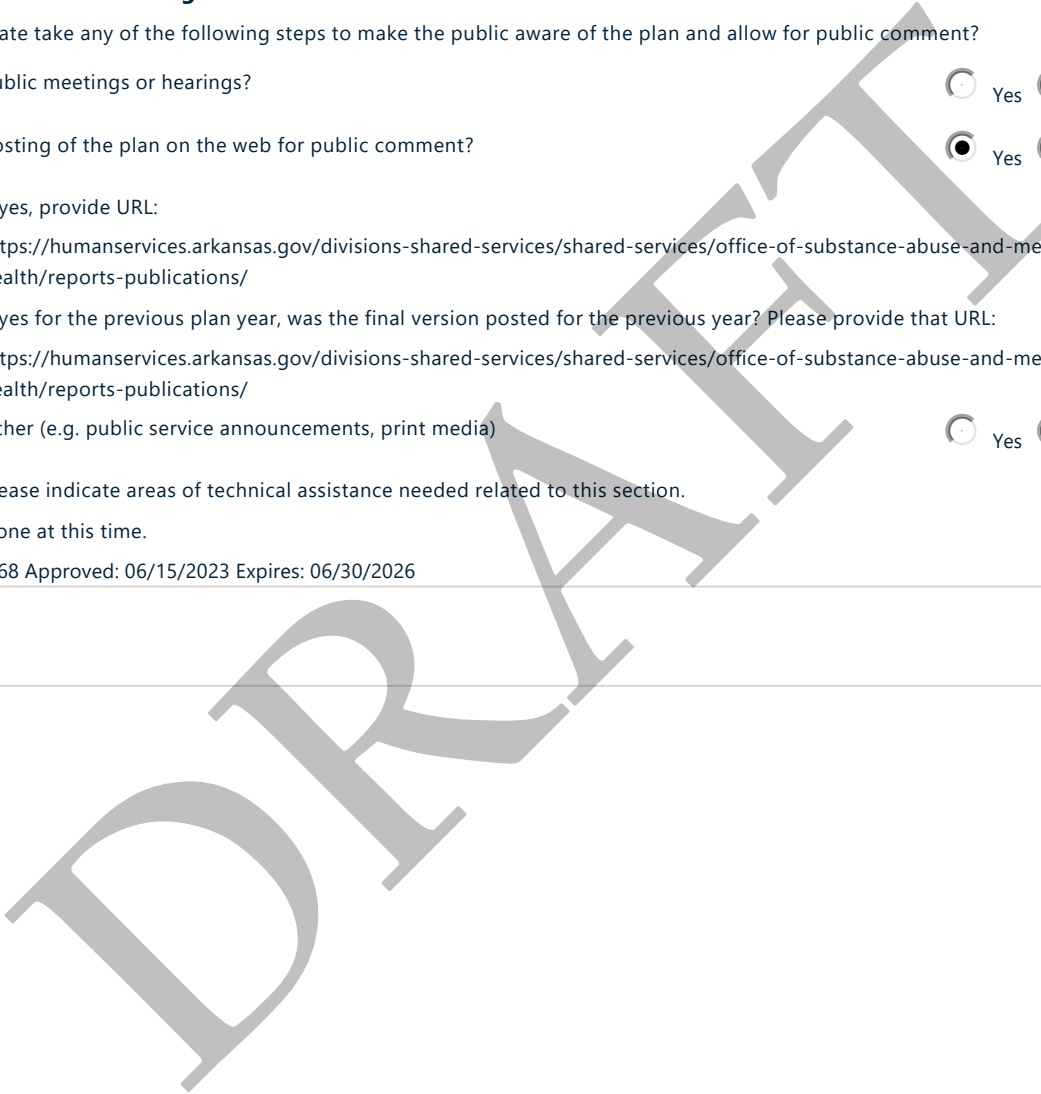 ate take any of the following steps to make the public aware of the plan and allow for public comment?
ublic meetings or hearings?
Yes
osting of the plan on the web for public comment?
Yes
yes, provide URL:
tps://humanservices.arkansas.gov/divisions-shared-services/shared-services/office-of-substance-abuse-and-me
ealth/reports-publications/
yes for the previous plan year, was the final version posted for the previous year? Please provide that URL:
tps://humanservices.arkansas.gov/divisions-shared-services/shared-services/office-of-substance-abuse-and-me
ealth/reports-publications/
ther (e.g. public service announcements, print media)
Yes
ease indicate areas of technical assistance needed related to this section.
one at this time.
68 Approved: 06/15/2023 Expires: 06/30/2026
DRAFT